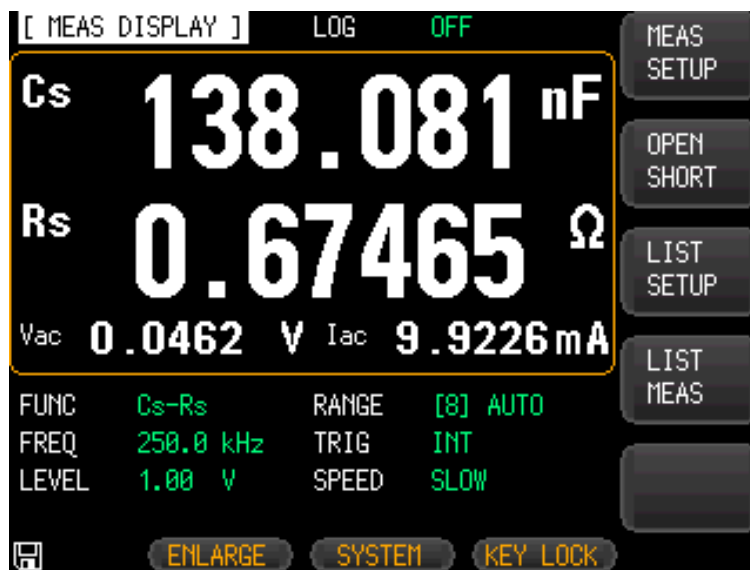 [ MEAS DISPLAY ] LOG OFF
Cs 138.081 nF
Rs 0.67465 Ω
Vac 0.0462 V Iac 9.9226mA
FUNC Cs-Rs RANGE [8] AUTO
FREQ 250.0 kHz TRIG INT
LEVEL 1.00 V SPEED SLOW
MEAS
SETUP
OPEN
SHORT
LIST
SETUP
LIST
MEAS
ENLARGE SYSTEM KEY LOCK